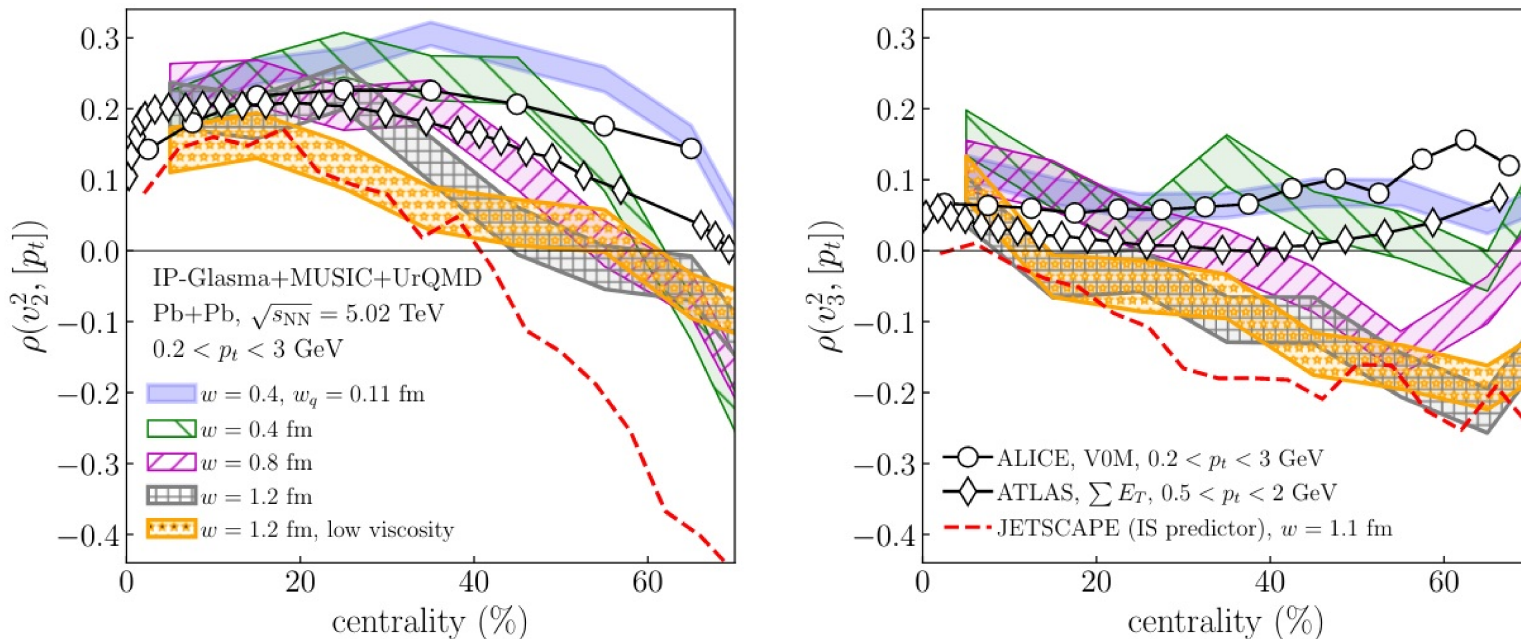 ρ(v₂², [pₜ])
0.3
0.2
0.1
0.0
−0.1
−0.2
−0.3
−0.4
IP-Glasma+MUSIC+UrQMD
Pb+Pb, √s_NN = 5.02 TeV
0.2 < pₜ < 3 GeV
w = 0.4, w_q = 0.11 fm
w = 0.4 fm
w = 0.8 fm
w = 1.2 fm
w = 1.2 fm, low viscosity
0 20 40 60
centrality (%)
ρ(v₃², [pₜ])
0.3
0.2
0.1
0.0
−0.1
−0.2
−0.3
−0.4
ALICE, V0M, 0.2 < pₜ < 3 GeV
ATLAS, ∑ E_T, 0.5 < pₜ < 2 GeV
JETSCAPE (IS predictor), w = 1.1 fm
0 20 40 60
centrality (%)